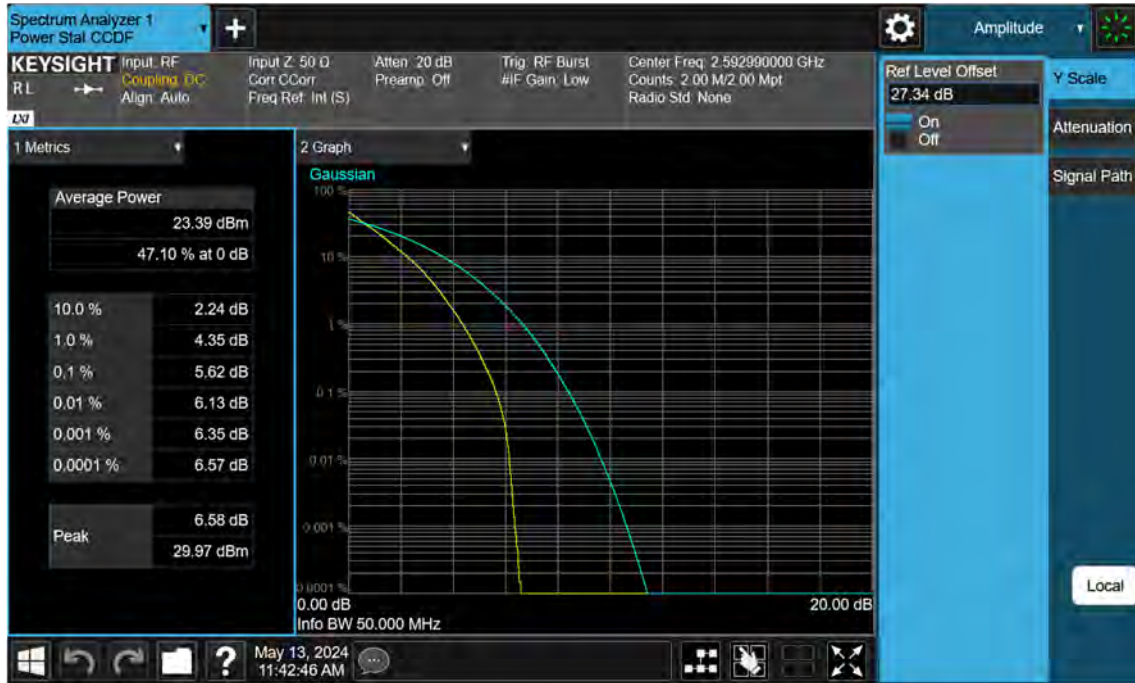 Spectrum Analyzer 1
Power Stat CCDF
+
Amplitude
KEYSIGHT
Input: RF
Coupling: DC
Align: Auto
RL
LXI
Input Z: 50 Ω
Corr CCorr
Freq Ref: Int (S)
Atten: 20 dB
Preamp: Off
Trig: RF Burst
#IF Gain: Low
Center Freq: 2.592990000 GHz
Counts: 2.00 M/2.00 Mpt
Radio Std: None
Ref Level Offset
27.34 dB
On
Off
Y Scale
Attenuation
Signal Path
1 Metrics
Average Power
23.39 dBm
47.10 % at 0 dB
10.0 % 2.24 dB
1.0 % 4.35 dB
0.1 % 5.62 dB
0.01 % 6.13 dB
0.001 % 6.35 dB
0.0001 % 6.57 dB
Peak
6.58 dB
29.97 dBm
2 Graph
Gaussian
100 %
10 %
1 %
0.1 %
0.01 %
0.001 %
0.0001 %
0.00 dB 20.00 dB
Info BW 50.000 MHz
Local
?
May 13, 2024
11:42:46 AM